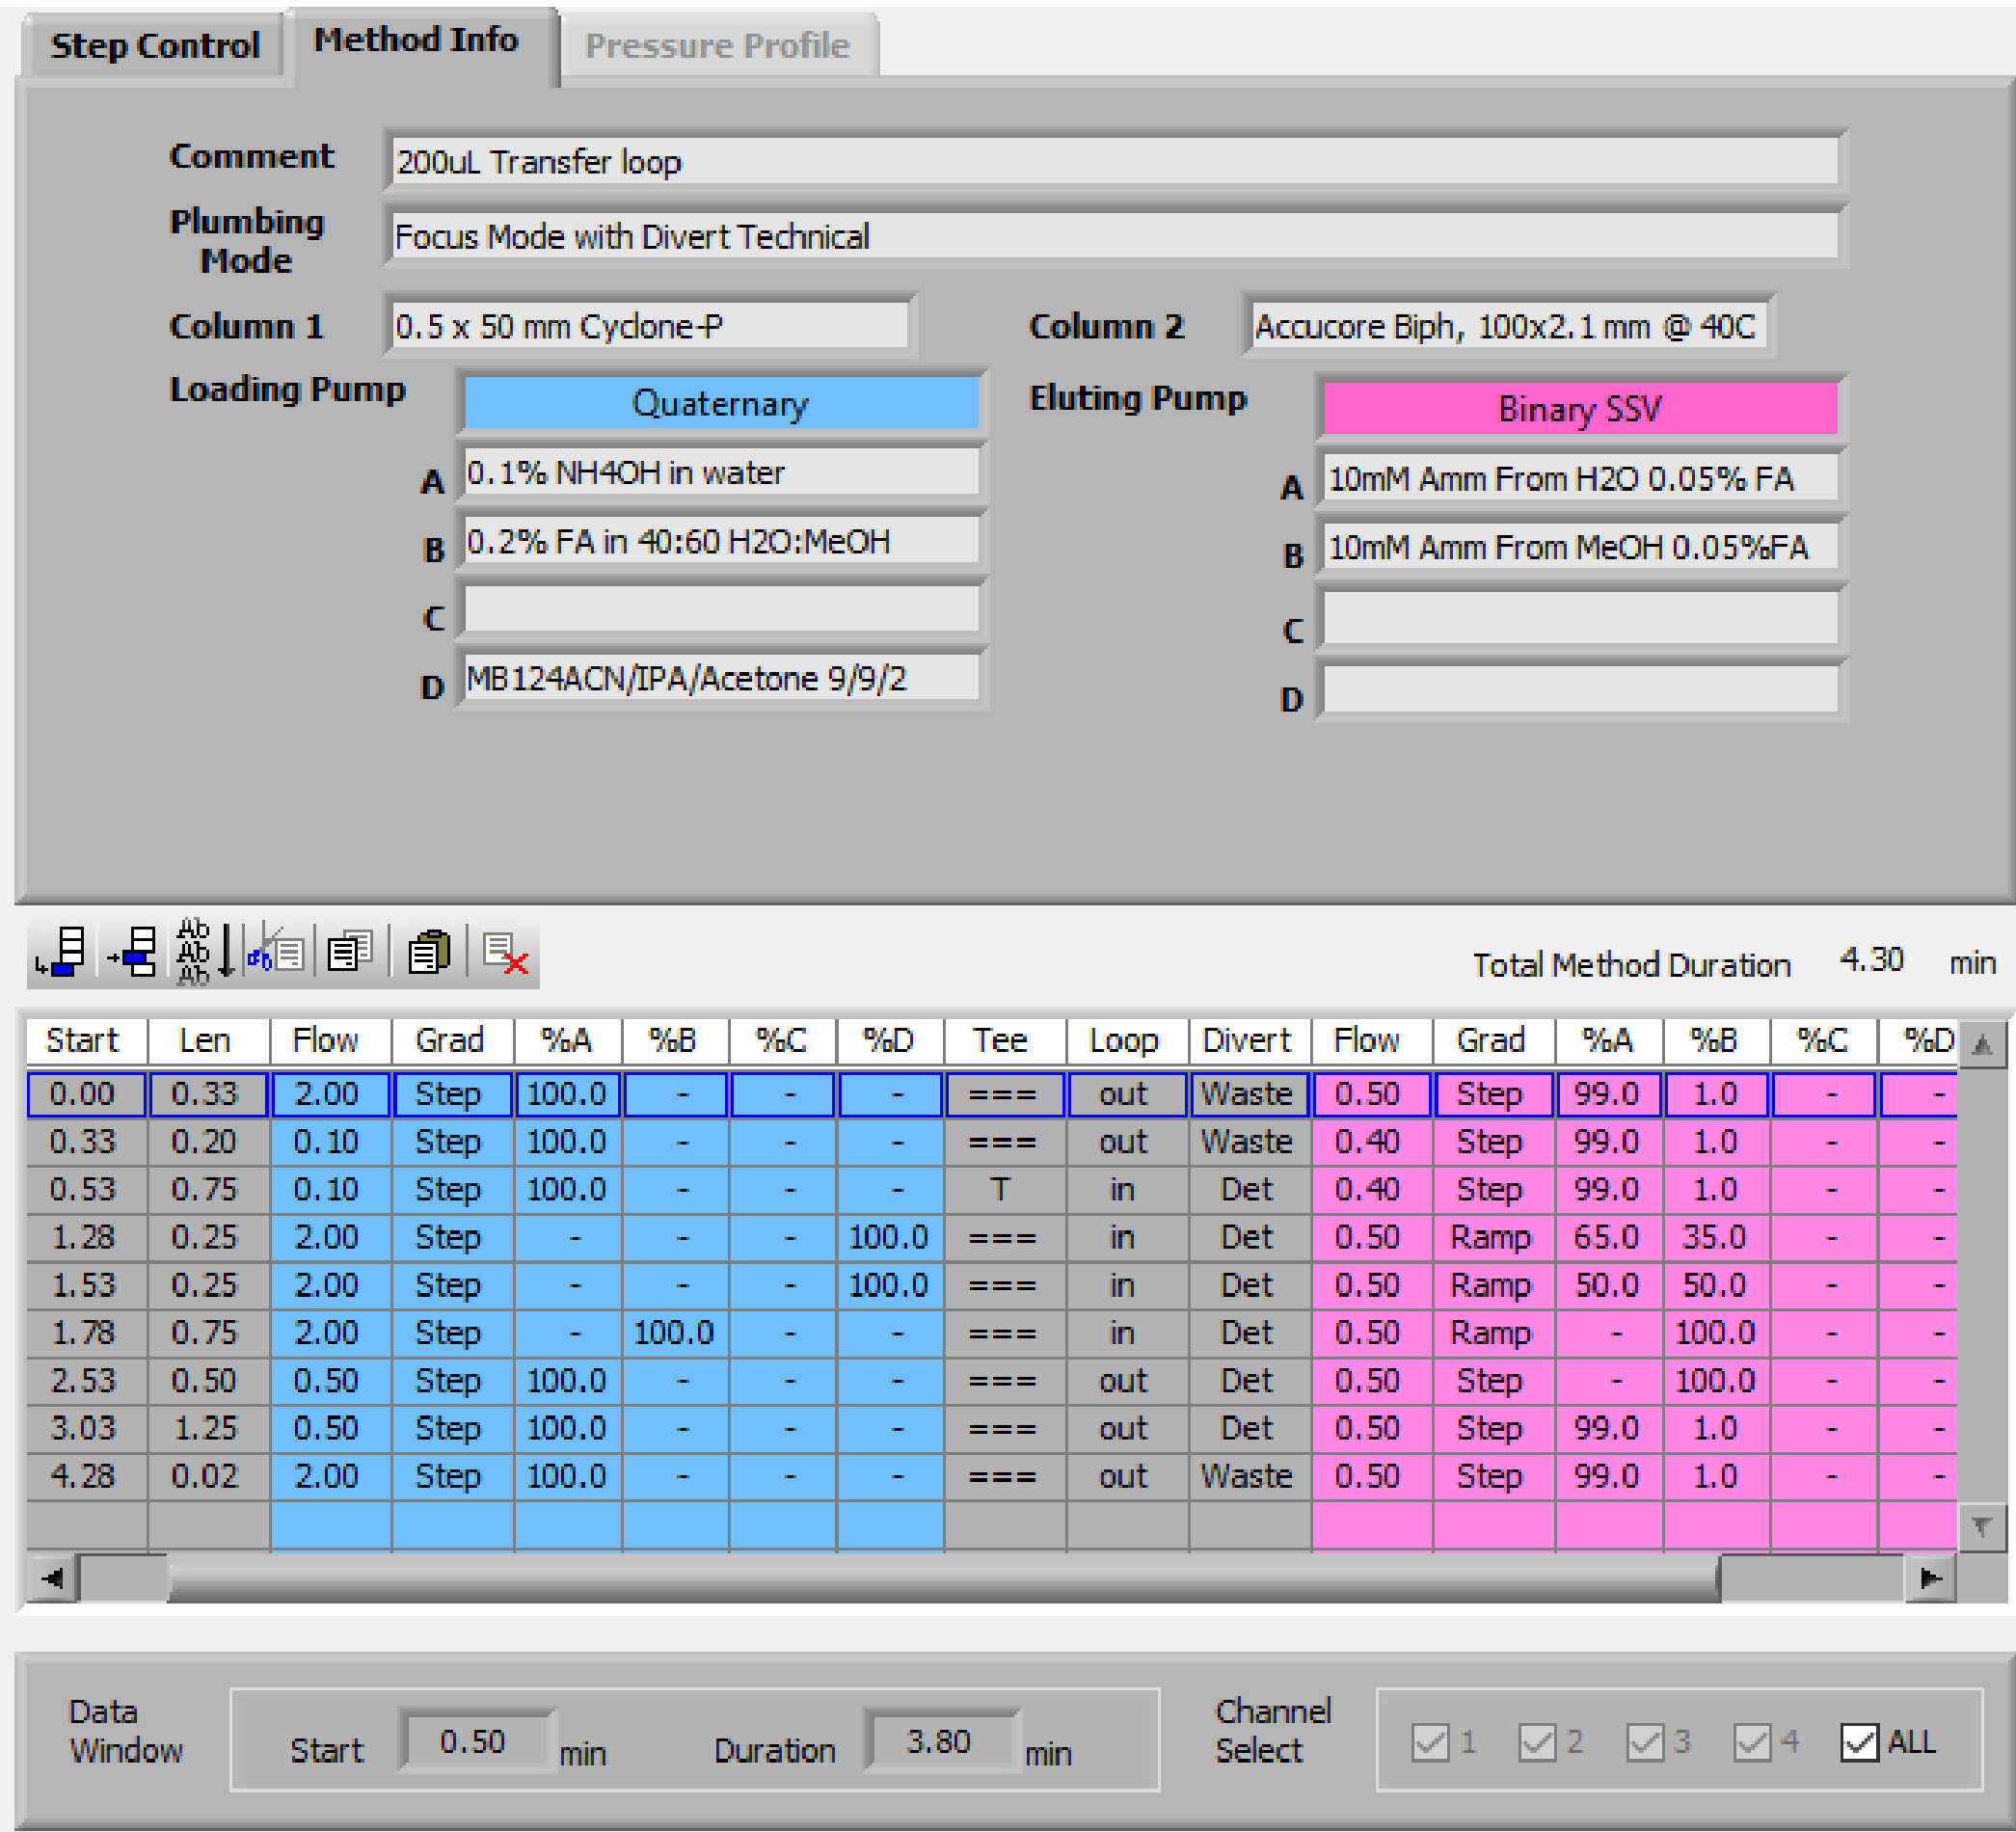 Step Control Method Info Pressure Profile
Comment 200uL Transfer loop
Plumbing Mode Focus Mode with Divert Technical
Column 1 0.5 x 50 mm Cyclone-P Column 2 Accucore Biph, 100x2.1 mm @ 40C
Loading Pump Quaternary Eluting Pump Binary SSV
A 0.1% NH4OH in water A 10mM Amm From H2O 0.05% FA
B 0.2% FA in 40:60 H2O:MeOH B 10mM Amm From MeOH 0.05%FA
C C
D MB124ACN/IPA/Acetone 9/9/2 D
Ab
Ab
Ab
Total Method Duration 4.30 min
Start Len Flow Grad %A %B %C %D Tee Loop Divert Flow Grad %A %B %C %D
0.00 0.33 2.00 Step 100.0 - - - === out Waste 0.50 Step 99.0 1.0 - -
0.33 0.20 0.10 Step 100.0 - - - === out Waste 0.40 Step 99.0 1.0 - -
0.53 0.75 0.10 Step 100.0 - - - T in Det 0.40 Step 99.0 1.0 - -
1.28 0.25 2.00 Step - - - 100.0 === in Det 0.50 Ramp 65.0 35.0 - -
1.53 0.25 2.00 Step - - - 100.0 === in Det 0.50 Ramp 50.0 50.0 - -
1.78 0.75 2.00 Step - 100.0 - - === in Det 0.50 Ramp - 100.0 - -
2.53 0.50 0.50 Step 100.0 - - - === out Det 0.50 Step - 100.0 - -
3.03 1.25 0.50 Step 100.0 - - - === out Det 0.50 Step 99.0 1.0 - -
4.28 0.02 2.00 Step 100.0 - - - === out Waste 0.50 Step 99.0 1.0 - -
Data Window Start 0.50 min Duration 3.80 min Channel Select 1 2 3 4 ALL